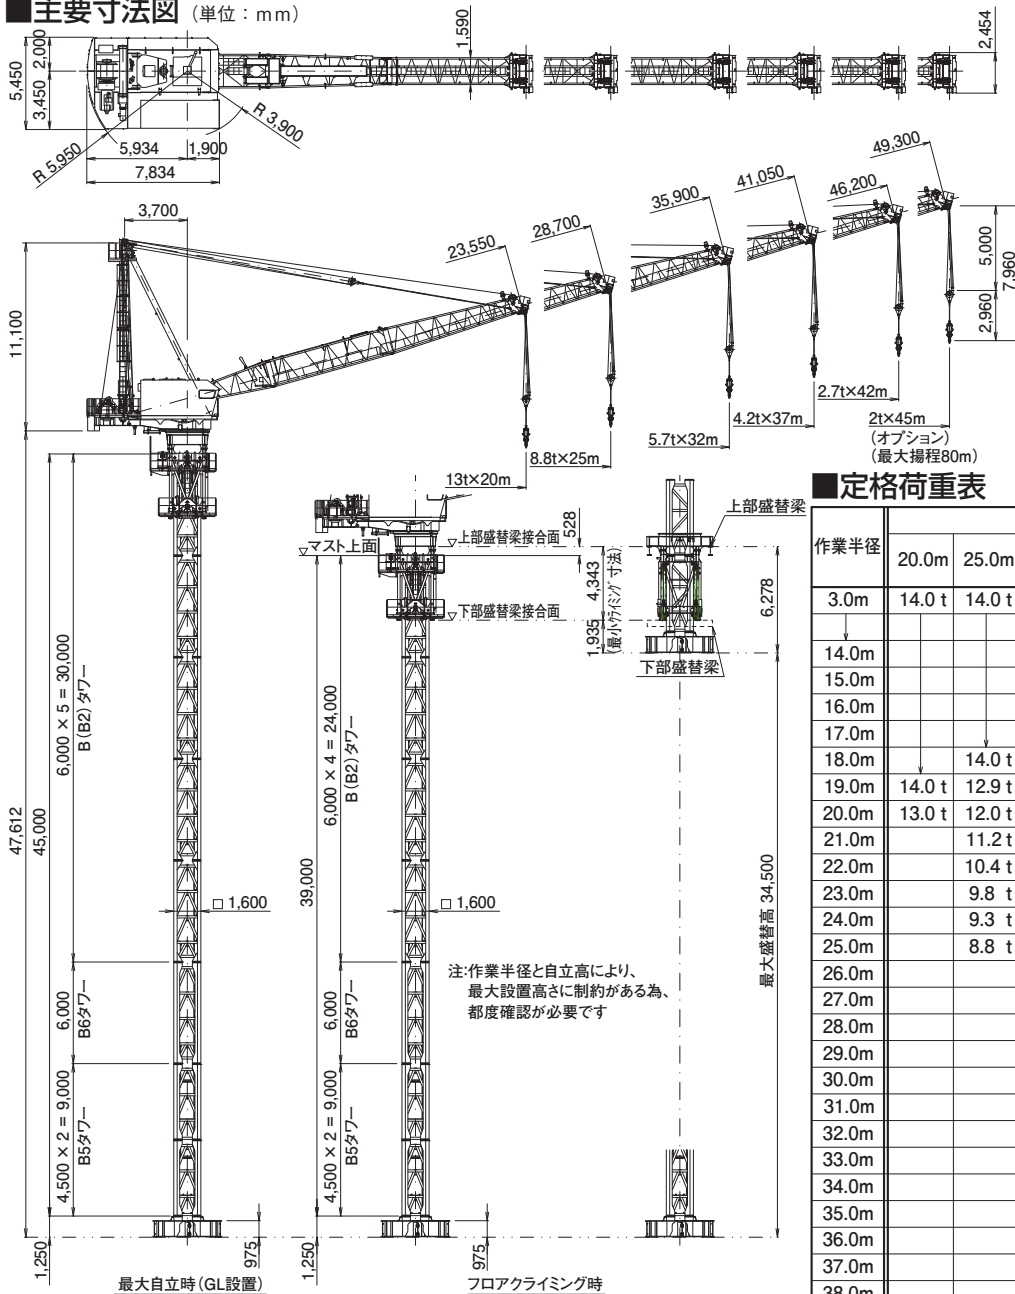 ■主要寸法図 (単位：mm)
5,450
2,000
3,450
R 5,950
5,934
1,900
7,834
R 3,900
1,590
2,454
3,700
11,100
23,550
28,700
35,900
41,050
46,200
49,300
5,000
2,960
7,960
13t×20m
8.8t×25m
5.7t×32m
4.2t×37m
2.7t×42m
2t×45m
(オプション)
(最大揚程80m)
47,612
45,000
6,000 × 5 = 30,000
B(B2)タワー
6,000
B6タワー
4,500 × 2 = 9,000
B5タワー
1,250
975
□ 1,600
最大自立時(GL設置)
▽マスト上面
▽上部盛替梁接合面
▽下部盛替梁接合面
528
4,343
(最小クライミング寸法)
1,935
39,000
6,000 × 4 = 24,000
B(B2)タワー
6,000
B6タワー
4,500 × 2 = 9,000
B5タワー
1,250
975
□ 1,600
フロアクライミング時
上部盛替梁
下部盛替梁
6,278
最大盛替高 34,500
注:作業半径と自立高により、
最大設置高さに制約がある為、
都度確認が必要です
■定格荷重表
作業半径 20.0m 25.0m
3.0m 14.0 t 14.0 t
14.0m
15.0m
16.0m
17.0m
18.0m 14.0 t
19.0m 14.0 t 12.9 t
20.0m 13.0 t 12.0 t
21.0m 11.2 t
22.0m 10.4 t
23.0m 9.8 t
24.0m 9.3 t
25.0m 8.8 t
26.0m
27.0m
28.0m
29.0m
30.0m
31.0m
32.0m
33.0m
34.0m
35.0m
36.0m
37.0m
38.0m